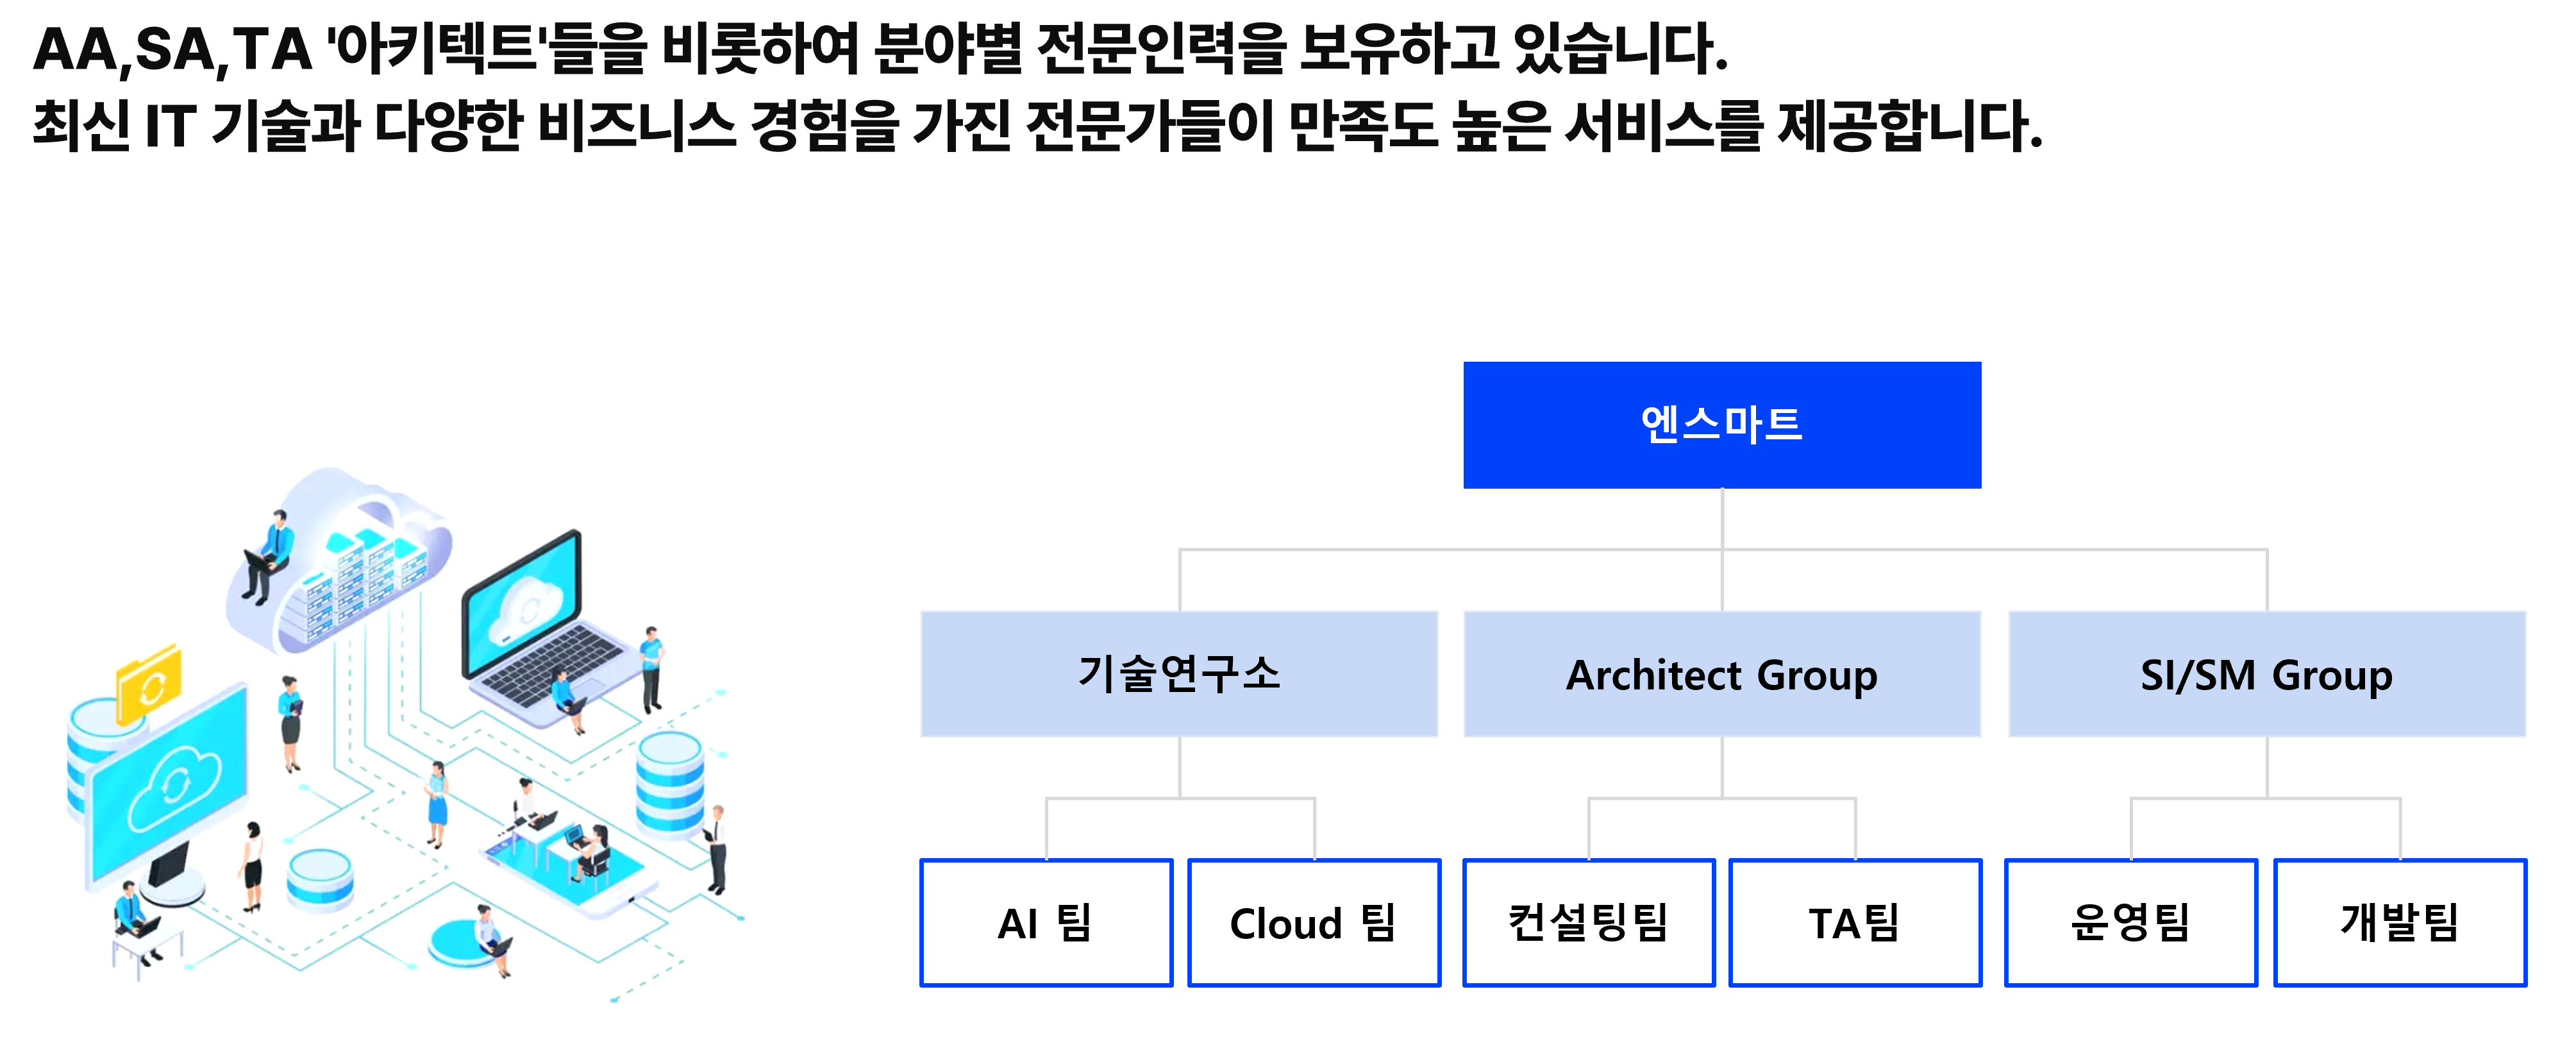 AA,SA,TA '아키텍트'들을 비롯하여 분야별 전문인력을 보유하고 있습니다.
최신 IT 기술과 다양한 비즈니스 경험을 가진 전문가들이 만족도 높은 서비스를 제공합니다.
엔스마트
기술연구소
Architect Group
SI/SM Group
AI 팀
Cloud 팀
컨설팅팀
TA팀
운영팀
개발팀